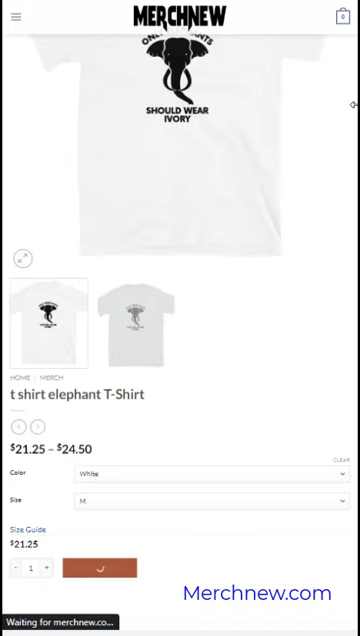 MERCHNEW
0
SHOULD WEAR
IVORY
HOME / MERCH
t shirt elephant T-Shirt
$21.25 – $24.50
CLEAR
Color
White
Size
M
Size Guide
$21.25
- 1 +
Merchnew.com
Waiting for merchnew.co...